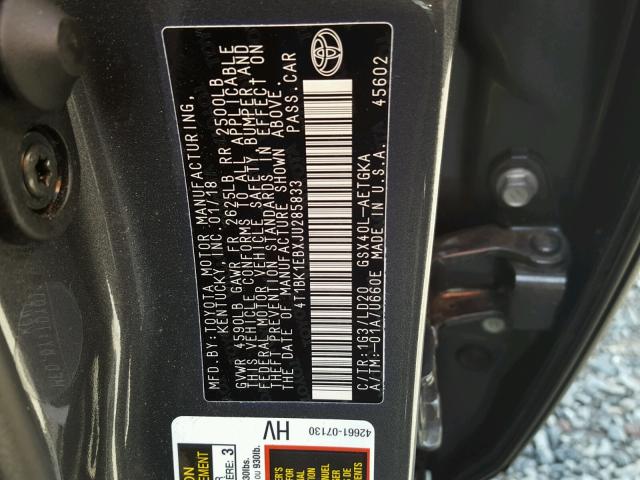 MFD. BY: TOYOTA MOTOR MANUFACTURING,
KENTUCKY, INC. 01/18
GVWR 4590LB GAWR FR 2625LB RR 2500LB
THIS VEHICLE CONFORMS TO ALL APPLICABLE
FEDERAL MOTOR VEHICLE SAFETY, BUMPER, AND
THEFT PREVENTION STANDARDS IN EFFECT ON
THE DATE OF MANUFACTURE SHOWN ABOVE.
4T1BK1EBXJU285833 PASS. CAR
C/TR: 1G3/LD20 GSX40L-AETGKA
A/TM: -01A/U660E MADE IN U.S.A.
45602
HV
42661-07130